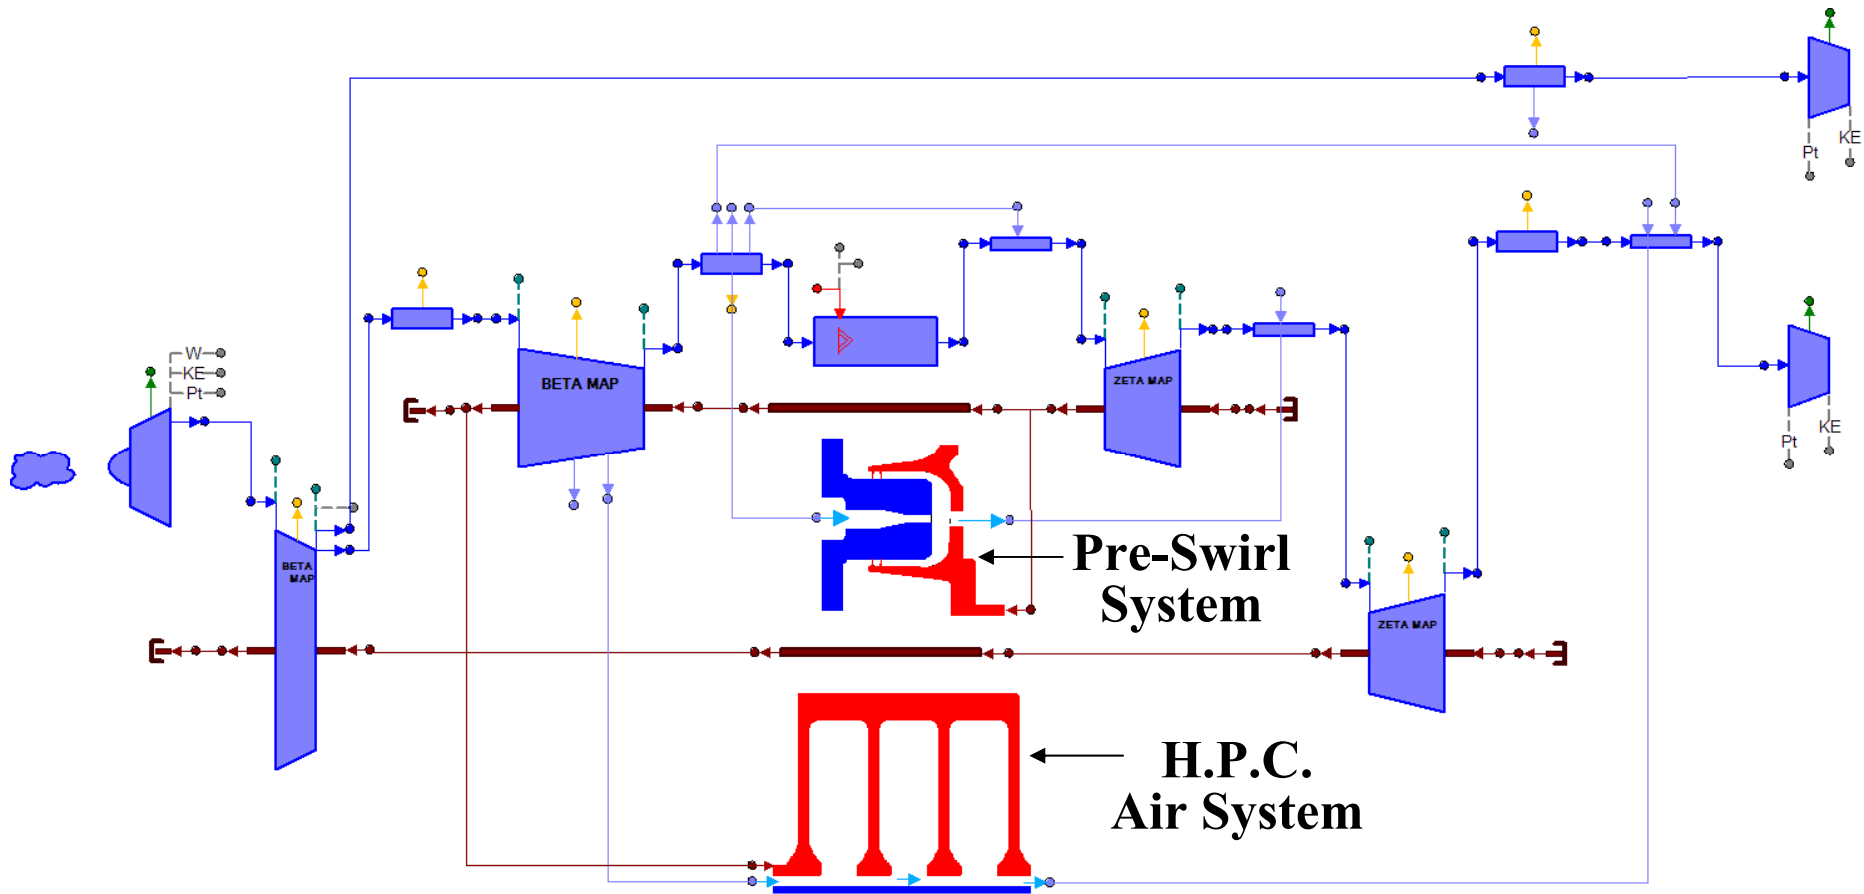 Pt
KE
W
KE
Pt
BETA MAP
ZETA MAP
Pt
KE
Pre-Swirl
System
BETA
MAP
ZETA MAP
H.P.C.
Air System